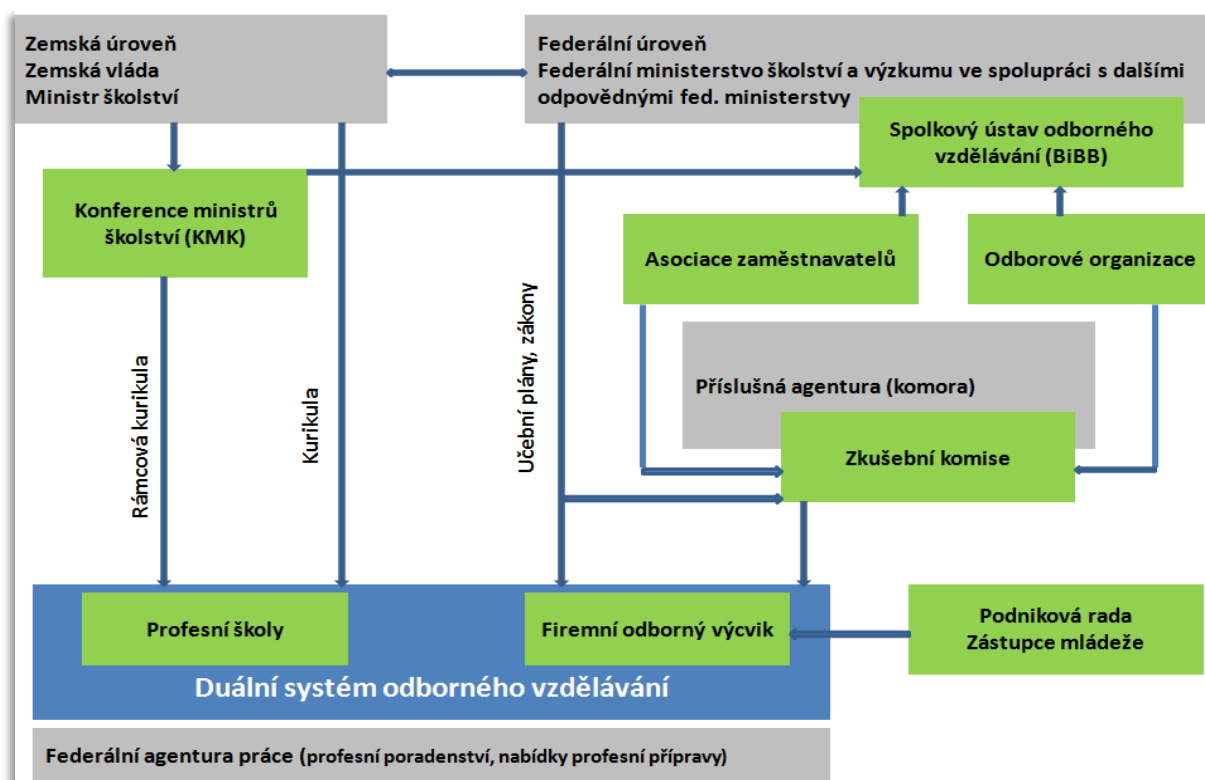 Zemská úroveň
Zemská vláda
Ministr školství
Federální úroveň
Federální ministerstvo školství a výzkumu ve spolupráci s dalšími
odpovědnými fed. ministerstvy
Spolkový ústav odborného
vzdělávání (BiBB)
Konference ministrů
školství (KMK)
Asociace zaměstnavatelů
Odborové organizace
Rámcová kurikula
Kurikula
Učební plány, zákony
Příslušná agentura (komora)
Zkušební komise
Profesní školy
Firemní odborný výcvik
Podniková rada
Zástupce mládeže
Duální systém odborného vzdělávání
Federální agentura práce (profesní poradenství, nabídky profesní přípravy)